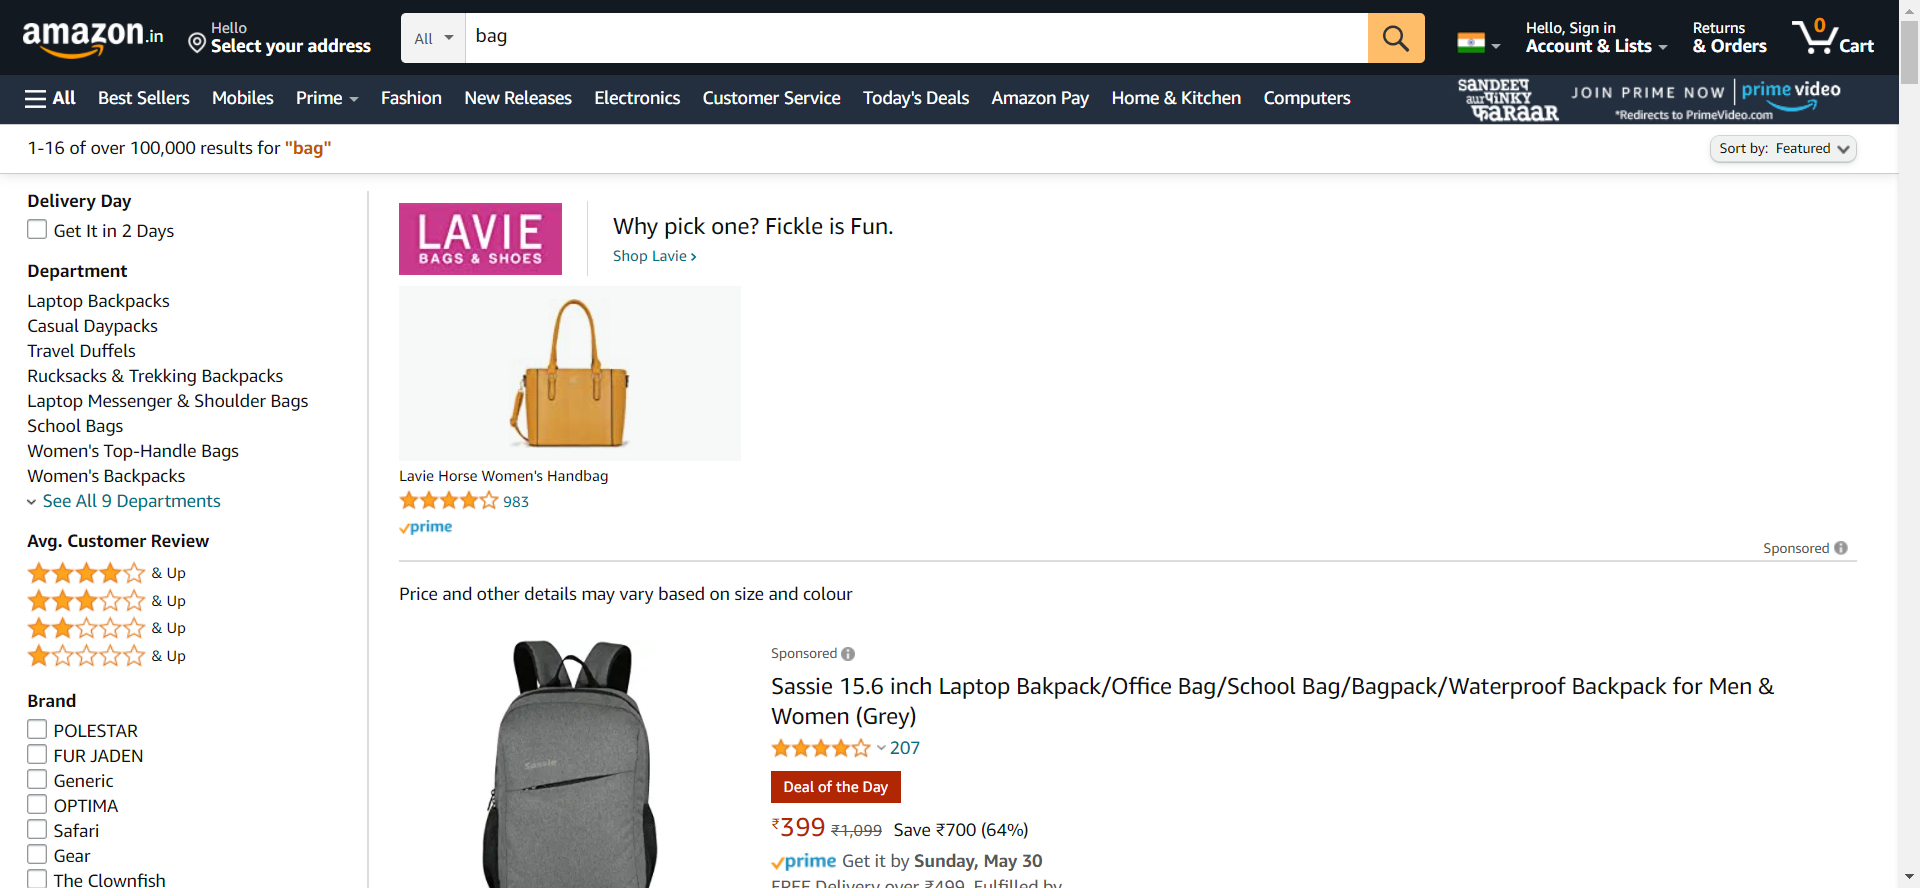 amazon.in
Hello
Select your address
All
bag
Hello, Sign in
Account & Lists
Returns
& Orders
0
Cart
All
Best Sellers
Mobiles
Prime
Fashion
New Releases
Electronics
Customer Service
Today's Deals
Amazon Pay
Home & Kitchen
Computers
SANDEEP
aur PINKY
फARAAR
JOIN PRIME NOW
prime video
*Redirects to PrimeVideo.com
1-16 of over 100,000 results for "bag"
Sort by: Featured
Delivery Day
Get It in 2 Days
Department
Laptop Backpacks
Casual Daypacks
Travel Duffels
Rucksacks & Trekking Backpacks
Laptop Messenger & Shoulder Bags
School Bags
Women's Top-Handle Bags
Women's Backpacks
See All 9 Departments
Avg. Customer Review
& Up
& Up
& Up
& Up
Brand
POLESTAR
FUR JADEN
Generic
OPTIMA
Safari
Gear
The Clownfish
LAVIE
BAGS & SHOES
Why pick one? Fickle is Fun.
Shop Lavie ›
Lavie Horse Women's Handbag
983
prime
Sponsored
Price and other details may vary based on size and colour
Sassie
Sponsored
Sassie 15.6 inch Laptop Bakpack/Office Bag/School Bag/Bagpack/Waterproof Backpack for Men &
Women (Grey)
207
Deal of the Day
₹399 ₹1,099 Save ₹700 (64%)
prime Get it by Sunday, May 30
FREE Delivery over ₹499. Fulfilled by